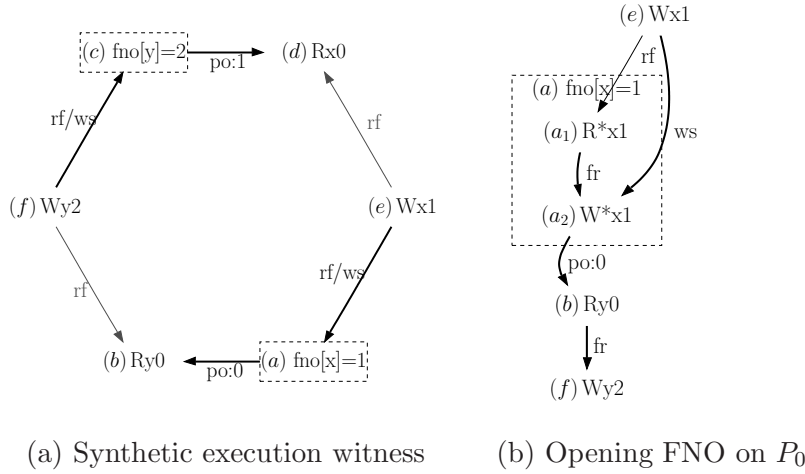 (c) fno[y]=2
po:1
(d) Rx0
rf/ws
rf
(f) Wy2
(e) Wx1
rf
rf/ws
(b) Ry0
po:0
(a) fno[x]=1
(a) Synthetic execution witness
(e) Wx1
rf
(a) fno[x]=1
(a₁) R*x1
ws
fr
(a₂) W*x1
po:0
(b) Ry0
fr
(f) Wy2
(b) Opening FNO on P₀